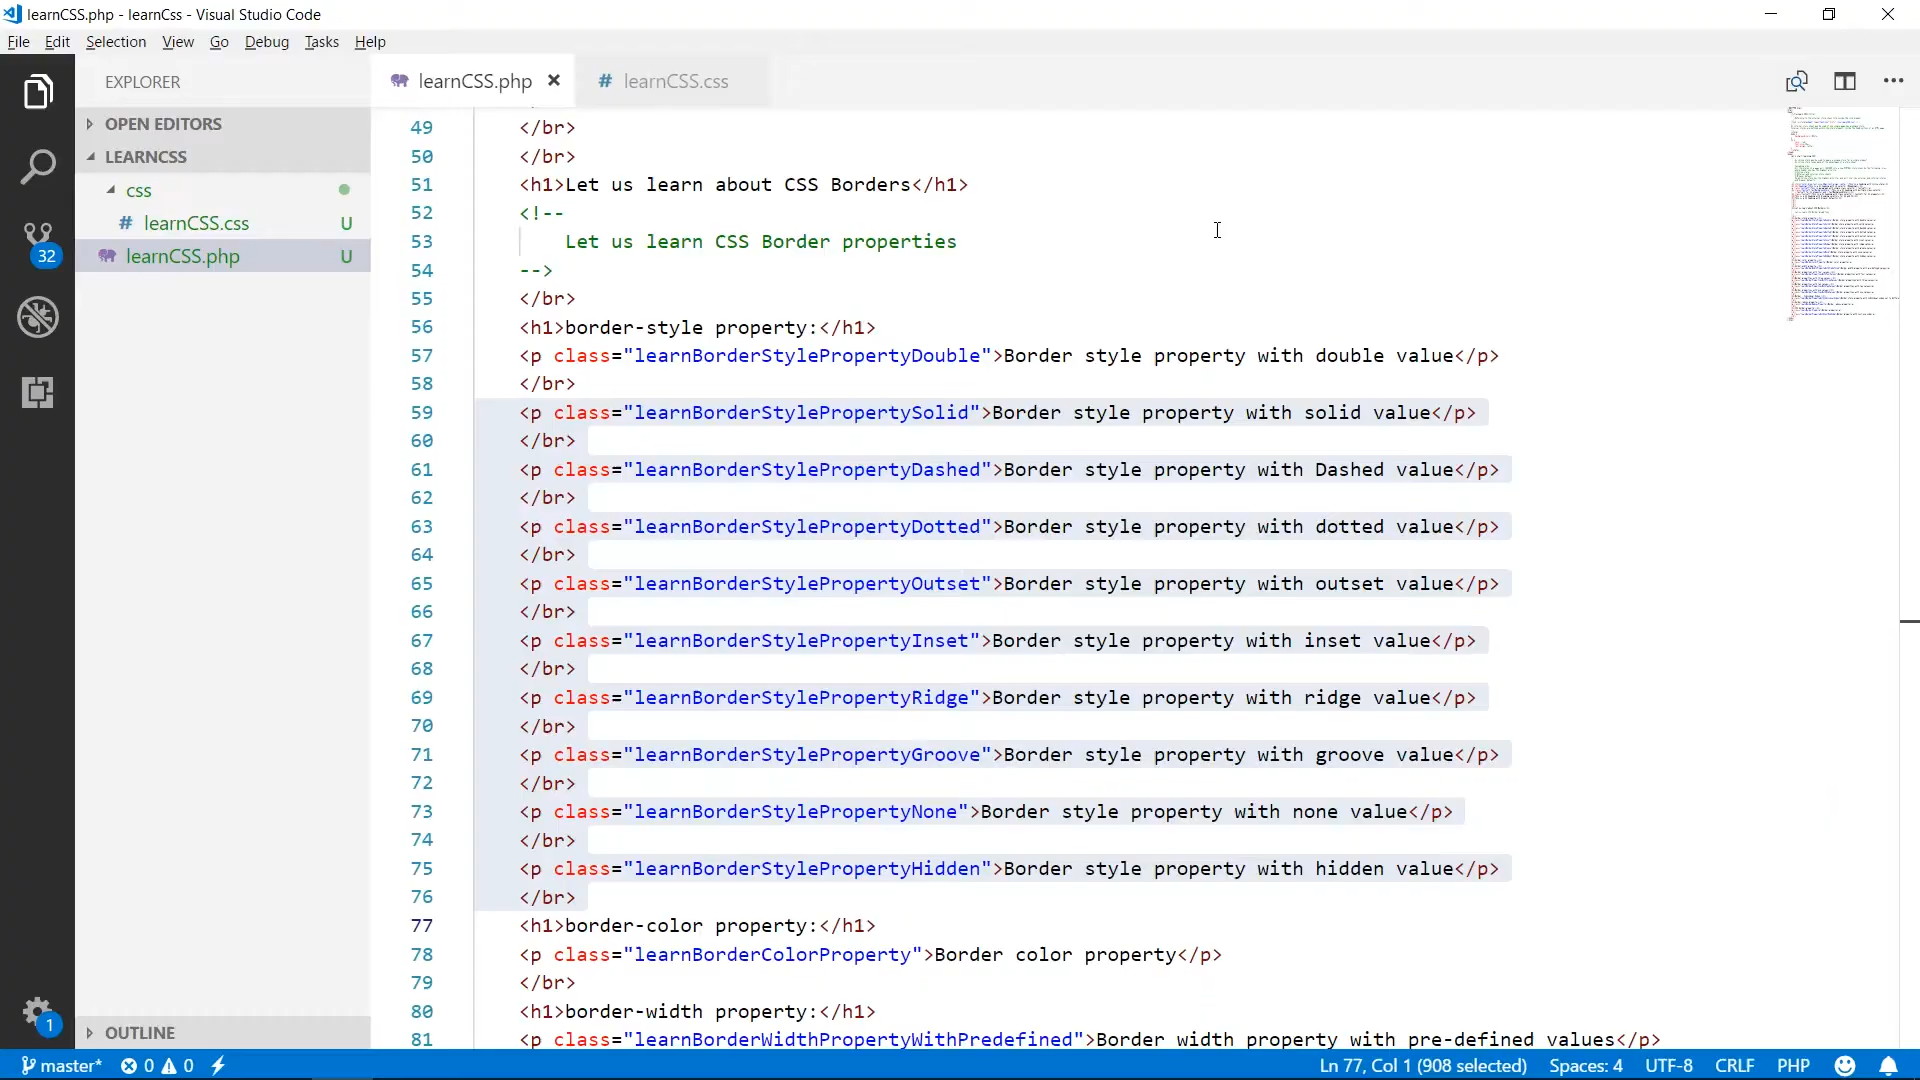 learnCSS.php - learnCss - Visual Studio Code
File Edit Selection View Go Debug Tasks Help
EXPLORER
learnCSS.php
# learnCSS.css
OPEN EDITORS
LEARNCSS
css
# learnCSS.css U
learnCSS.php U
32
1
OUTLINE
49 </br>
50 </br>
51 <h1>Let us learn about CSS Borders</h1>
52 <!--
53 Let us learn CSS Border properties
54 -->
55 </br>
56 <h1>border-style property:</h1>
57 <p class="learnBorderStylePropertyDouble">Border style property with double value</p>
58 </br>
59 <p class="learnBorderStylePropertySolid">Border style property with solid value</p>
60 </br>
61 <p class="learnBorderStylePropertyDashed">Border style property with Dashed value</p>
62 </br>
63 <p class="learnBorderStylePropertyDotted">Border style property with dotted value</p>
64 </br>
65 <p class="learnBorderStylePropertyOutset">Border style property with outset value</p>
66 </br>
67 <p class="learnBorderStylePropertyInset">Border style property with inset value</p>
68 </br>
69 <p class="learnBorderStylePropertyRidge">Border style property with ridge value</p>
70 </br>
71 <p class="learnBorderStylePropertyGroove">Border style property with groove value</p>
72 </br>
73 <p class="learnBorderStylePropertyNone">Border style property with none value</p>
74 </br>
75 <p class="learnBorderStylePropertyHidden">Border style property with hidden value</p>
76 </br>
77 <h1>border-color property:</h1>
78 <p class="learnBorderColorProperty">Border color property</p>
79 </br>
80 <h1>border-width property:</h1>
81 <p class="learnBorderWidthPropertyWithPredefined">Border width property with pre-defined values</p>
master* 0 0 Ln 77, Col 1 (908 selected) Spaces: 4 UTF-8 CRLF PHP